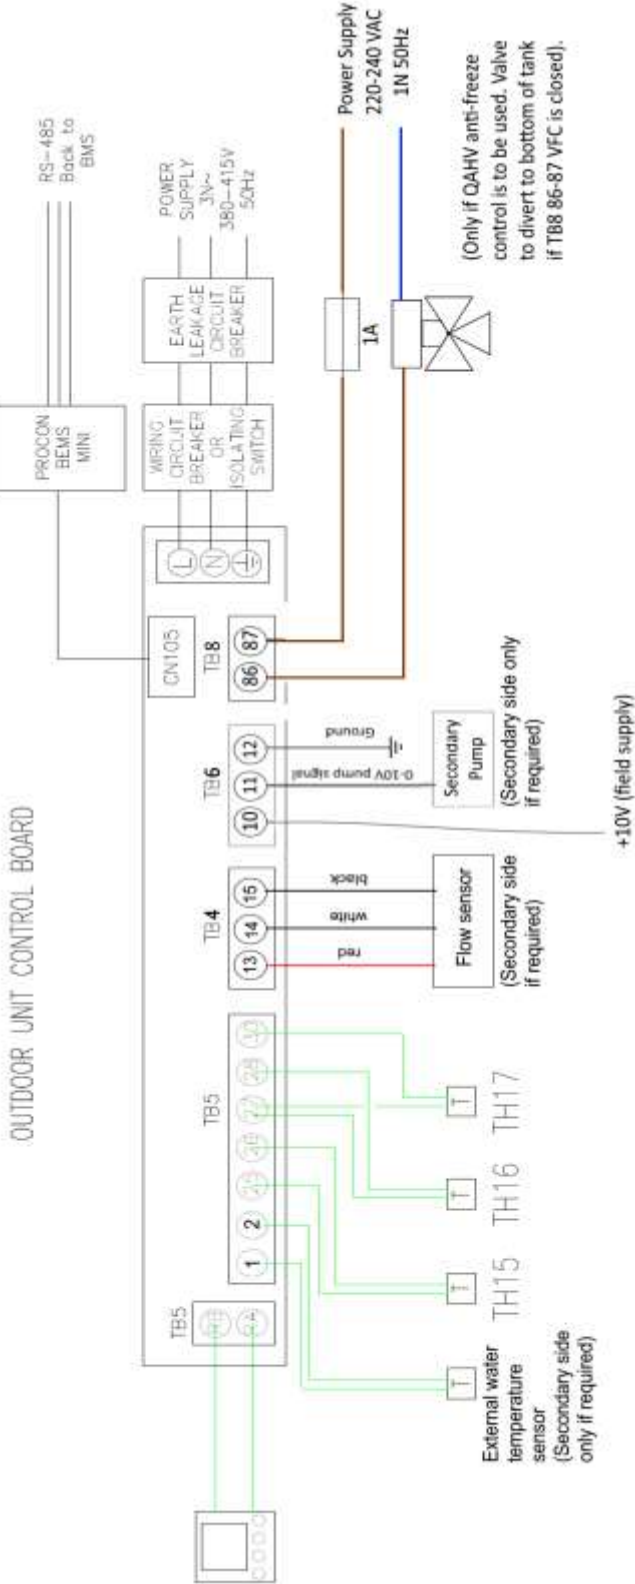 OUTDOOR UNIT CONTROL BOARD
PROCON
BEMS
MINI
RS-485
Back to
BMS
TB5
TB5
1
2
25
26
27
28
30
TB4
13
14
15
TB6
10
11
12
TB8
86
87
CN105
L
N
WIRING
CIRCUIT
BREAKER
OR
ISOLATING
SWITCH
EARTH
LEAKAGE
CIRCUIT
BREAKER
POWER
SUPPLY
3N~
380-415V
50Hz
red
white
black
0-10V pump signal
Ground
1A
Power Supply
220-240 VAC
1N 50Hz
T
T
T
T
External water
temperature
sensor
(Secondary side
only if required)
TH15
TH16
TH17
Flow sensor
(Secondary side
if required)
Secondary
Pump
(Secondary side only
if required)
+10V (field supply)
(Only if QAHV anti-freeze
control is to be used. Valve
to divert to bottom of tank
if TB8 86-87 VFC is closed).